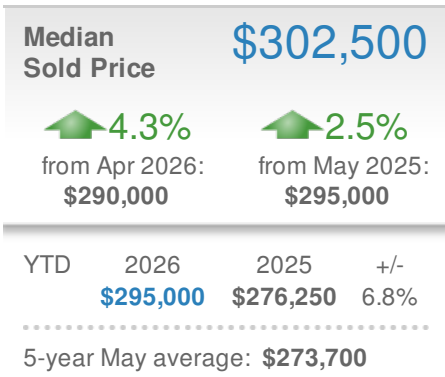 Median
Sold Price
$302,500
4.3%
from Apr 2026:
$290,000
2.5%
from May 2025:
$295,000
YTD 2026 2025 +/-
$295,000 $276,250 6.8%
5-year May average: $273,700